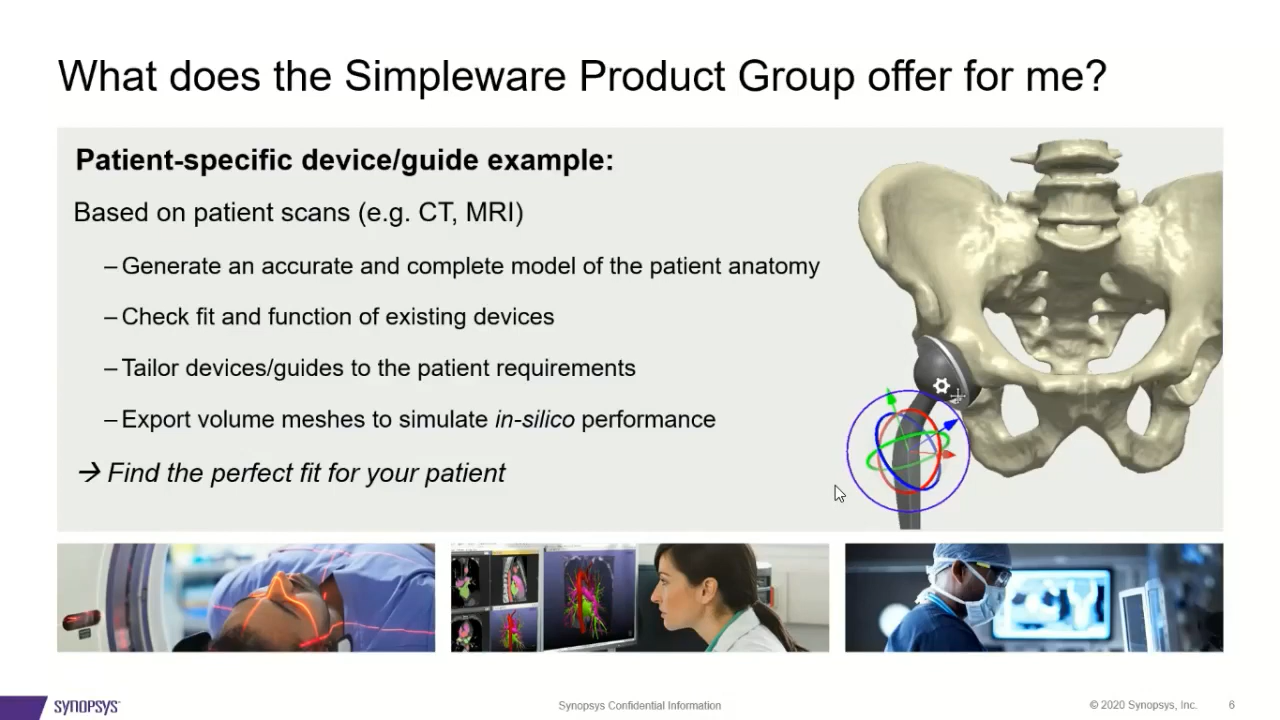 What does the Simpleware Product Group offer for me?
Patient-specific device/guide example:
Based on patient scans (e.g. CT, MRI)
– Generate an accurate and complete model of the patient anatomy
– Check fit and function of existing devices
– Tailor devices/guides to the patient requirements
– Export volume meshes to simulate in-silico performance
→ Find the perfect fit for your patient
SYNOPSYS
Synopsys Confidential Information
© 2020 Synopsys, Inc.
6